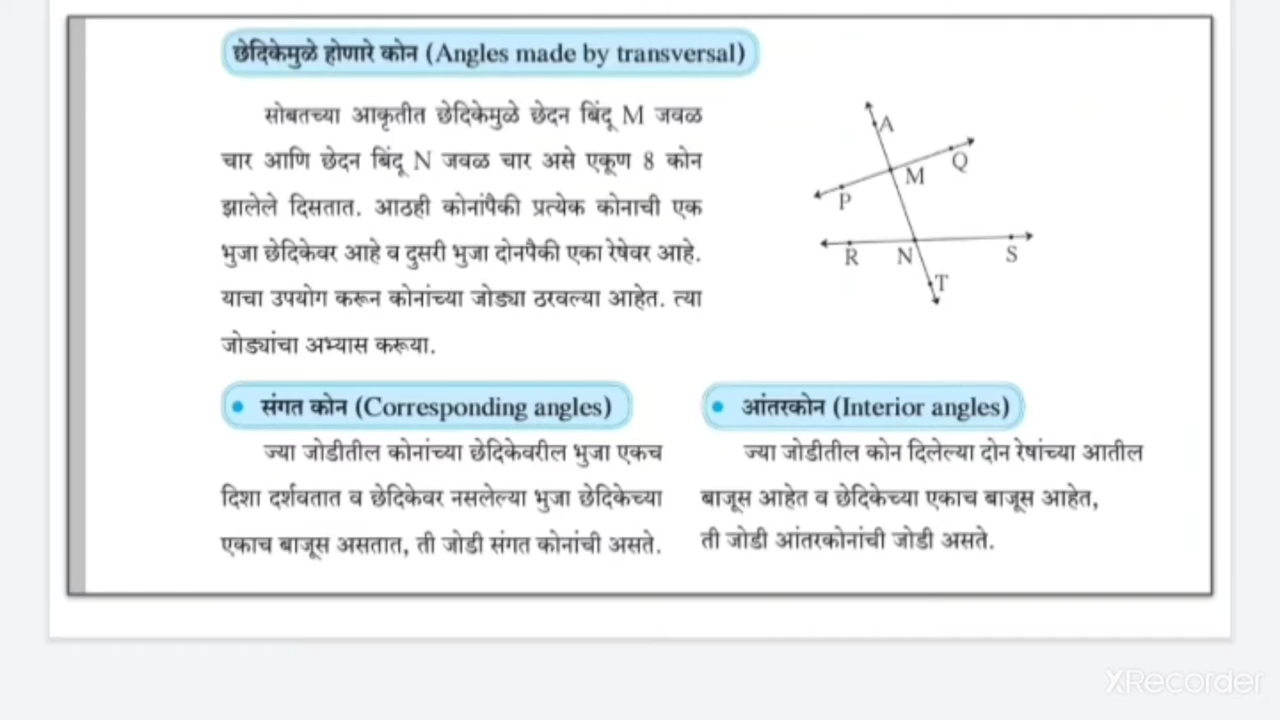 छेदिकेमुळे होणारे कोन (Angles made by transversal)
सोबतच्या आकृतीत छेदिकेमुळे छेदन बिंदू M जवळ
चार आणि छेदन बिंदू N जवळ चार असे एकूण 8 कोन
झालेले दिसतात. आठही कोनांपैकी प्रत्येक कोनाची एक
भुजा छेदिकेवर आहे व दुसरी भुजा दोनपैकी एका रेषेवर आहे.
याचा उपयोग करून कोनांच्या जोड्या ठरवल्या आहेत. त्या
जोड्यांचा अभ्यास करूया.
A
Q
M
P
R
N
S
T
• संगत कोन (Corresponding angles)
ज्या जोडीतील कोनांच्या छेदिकेवरील भुजा एकच
दिशा दर्शवतात व छेदिकेवर नसलेल्या भुजा छेदिकेच्या
एकाच बाजूस असतात, ती जोडी संगत कोनांची असते.
• आंतरकोन (Interior angles)
ज्या जोडीतील कोन दिलेल्या दोन रेषांच्या आतील
बाजूस आहेत व छेदिकेच्या एकाच बाजूस आहेत,
ती जोडी आंतरकोनांची जोडी असते.
XRecorder